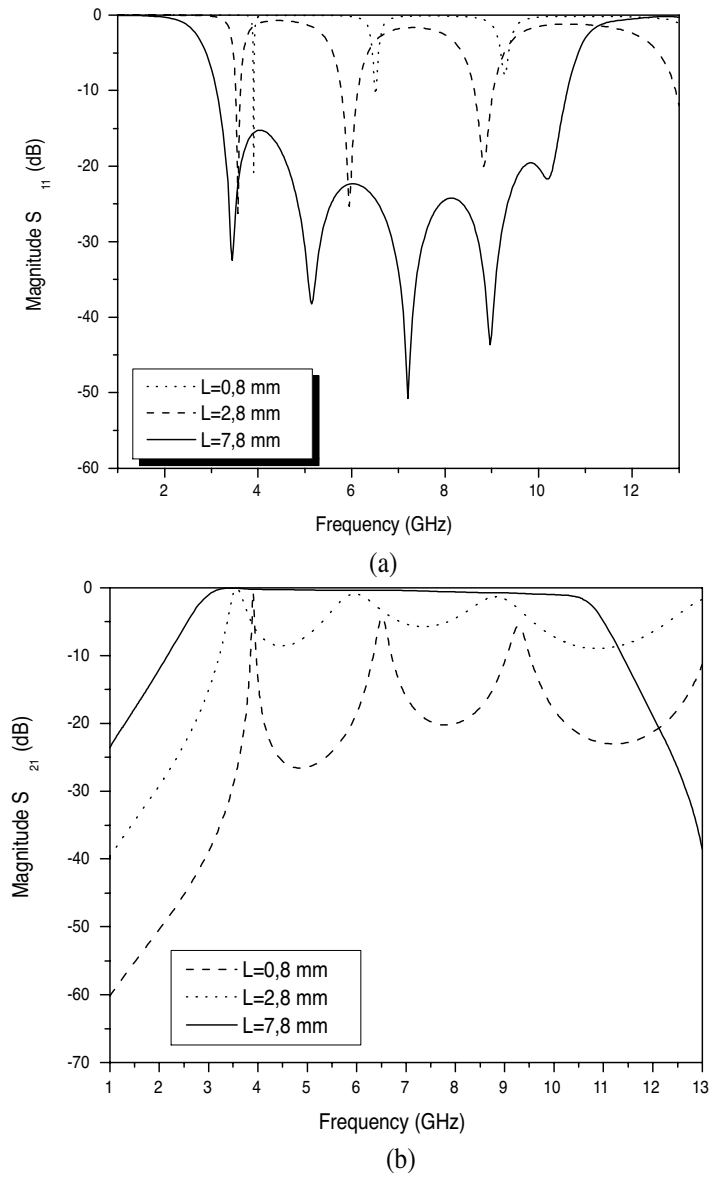 0
-10
-20
-30
-40
-50
-60
Magnitude S 11 (dB)
L=0,8 mm
L=2,8 mm
L=7,8 mm
2 4 6 8 10 12
Frequency (GHz)
(a)
0
-10
-20
-30
-40
-50
-60
-70
Magnitude S 21 (dB)
L=0,8 mm
L=2,8 mm
L=7,8 mm
1 2 3 4 5 6 7 8 9 10 11 12 13
Frequency (GHz)
(b)